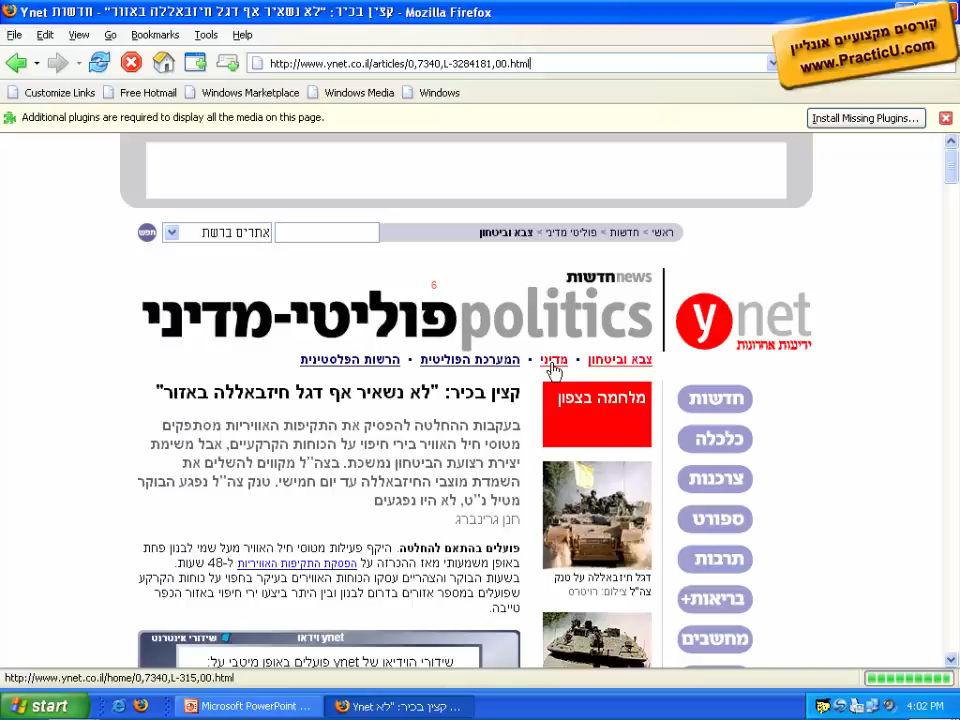 קצין בכיר: "לא נשאיר אף דגל חיזבאללה באזור" - חדשות Ynet - Mozilla Firefox
File Edit View Go Bookmarks Tools Help
קורסים מקצועיים אונליין
www.PracticU.com
http://www.ynet.co.il/articles/0,7340,L-3284181,00.html
Customize Links Free Hotmail Windows Marketplace Windows Media Windows
Additional plugins are required to display all the media on this page.
Install Missing Plugins...
ראשי > חדשות > פוליטי מדיני > צבא וביטחון
אתרים ברשת
חפש
חדשות news
6
פוליטי-מדיני politics
ynet
ידיעות אחרונות
צבא וביטחון · מדיני · המערכת הפוליטית · הרשות הפלסטינית
חדשות
כלכלה
צרכנות
ספורט
תרבות
בריאות+
מחשבים
מלחמה בצפון
דגל חיזבאללה על טנק
צה"ל צילום: רויטרס
קצין בכיר: "לא נשאיר אף דגל חיזבאללה באזור"
בעקבות ההחלטה להפסיק את התקיפות האוויריות מסתפקים
מטוסי חיל האוויר בירי חיפוי על הכוחות הקרקעיים, אבל משימת
יצירת רצועת הביטחון נמשכת. בצה"ל מקווים להשלים את
השמדת מוצבי החיזבאללה עד יום חמישי. טנק צה"ל נפגע הבוקר
מטיל נ"ט, לא היו נפגעים
חנן גרינברג
פועלים בהתאם להחלטה. היקף פעילות מטוסי חיל האוויר מעל שמי לבנון פחת
באופן משמעותי מאז ההכרזה על הפסקת התקיפות האוויריות ל-48 שעות.
בשעות הבוקר והצהריים עסקו הכוחות האווירים בעיקר בחפוי על כוחות הקרקע
שפועלים במספר אזורים בדרום לבנון ובין היתר ביצעו ירי חיפוי באזור הכפר
טייבה.
ynet וידאו
שידורי אינטרנט
שידורי הוידיאו של ynet פועלים באופן מיטבי על:
http://www.ynet.co.il/home/0,7340,L-315,00.html
start
Microsoft PowerPoint ...
קצין בכיר: "לא Ynet ...
4:02 PM